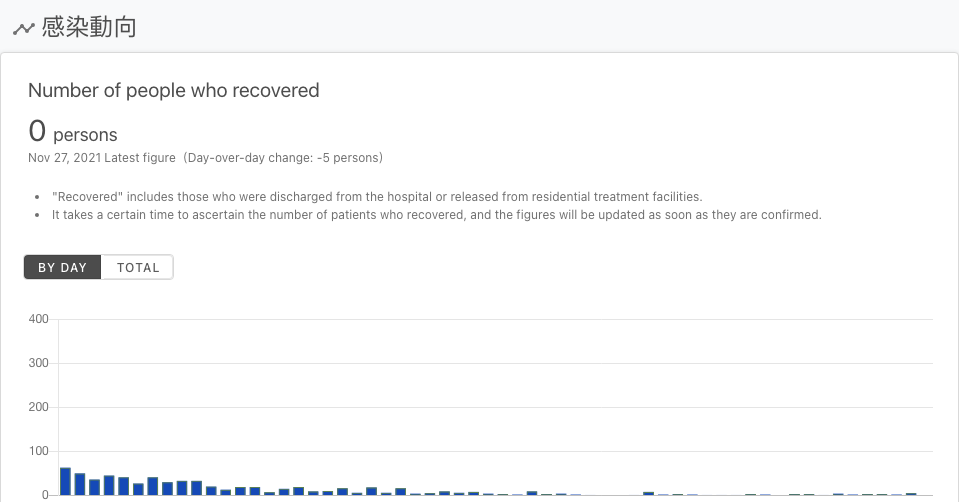 感染動向
Number of people who recovered
0 persons
Nov 27, 2021 Latest figure (Day-over-day change: -5 persons)
"Recovered" includes those who were discharged from the hospital or released from residential treatment facilities.
It takes a certain time to ascertain the number of patients who recovered, and the figures will be updated as soon as they are confirmed.
BY DAY TOTAL
400
300
200
100
0